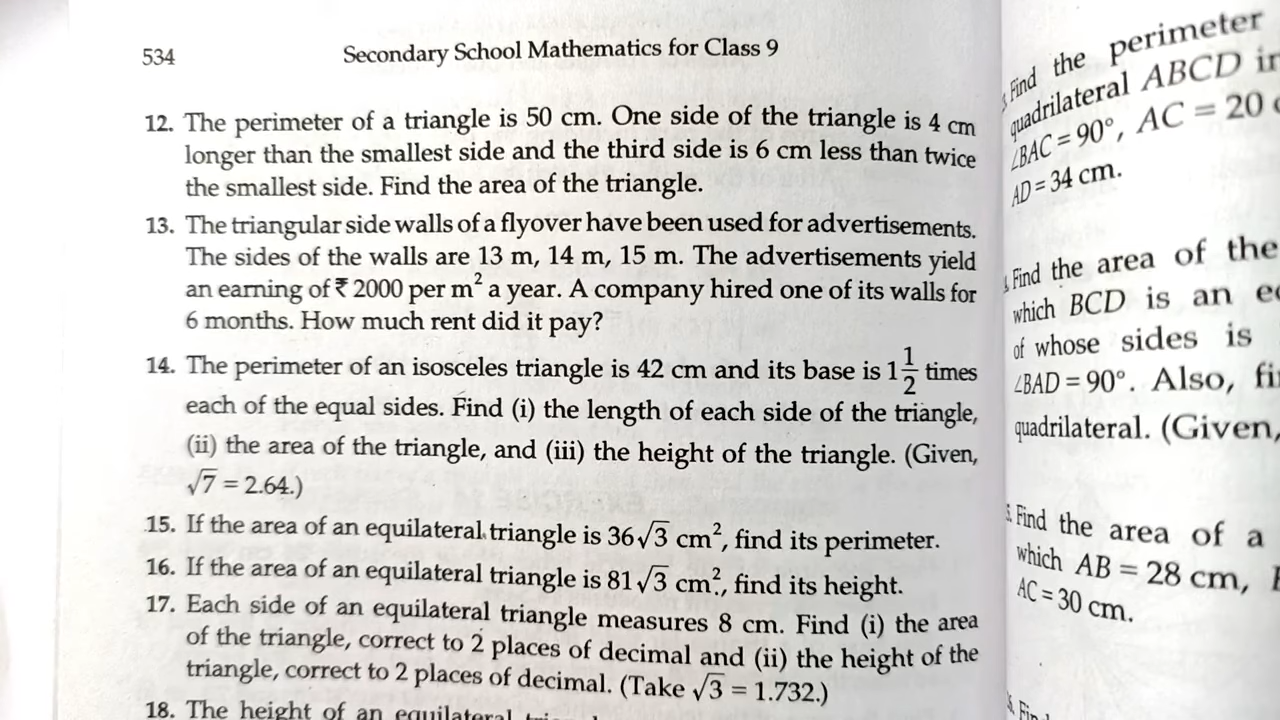 534
Secondary School Mathematics for Class 9
12. The perimeter of a triangle is 50 cm. One side of the triangle is 4 cm
longer than the smallest side and the third side is 6 cm less than twice
the smallest side. Find the area of the triangle.
13. The triangular side walls of a flyover have been used for advertisements.
The sides of the walls are 13 m, 14 m, 15 m. The advertisements yield
an earning of ₹ 2000 per m² a year. A company hired one of its walls for
6 months. How much rent did it pay?
14. The perimeter of an isosceles triangle is 42 cm and its base is 1 1/2 times
each of the equal sides. Find (i) the length of each side of the triangle,
(ii) the area of the triangle, and (iii) the height of the triangle. (Given,
√7 = 2.64.)
15. If the area of an equilateral triangle is 36√3 cm², find its perimeter.
16. If the area of an equilateral triangle is 81√3 cm², find its height.
17. Each side of an equilateral triangle measures 8 cm. Find (i) the area
of the triangle, correct to 2 places of decimal and (ii) the height of the
triangle, correct to 2 places of decimal. (Take √3 = 1.732.)
18. The height of an equilateral
Find the perimeter
quadrilateral ABCD
∠BAC = 90°, AC = 20
AD = 34 cm.
Find the area of the
which BCD is an
of whose sides is
∠BAD = 90°. Also,
quadrilateral. (Given,
Find the area of a
which AB = 28 cm,
AC = 30 cm.